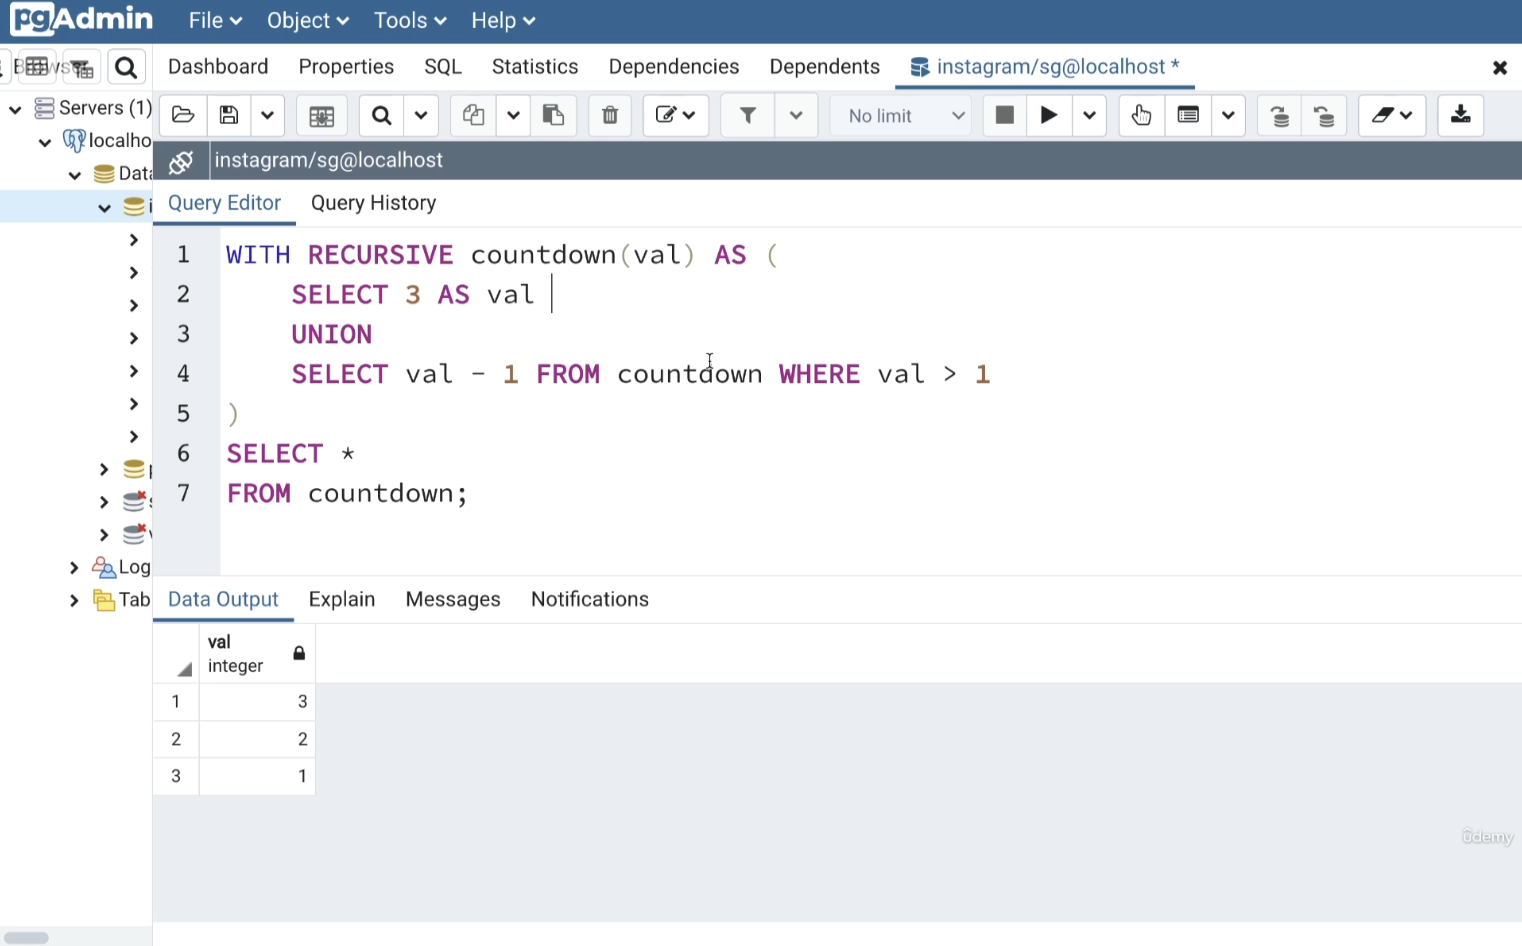 pgAdmin File Object Tools Help
Dashboard Properties SQL Statistics Dependencies Dependents instagram/sg@localhost *
Servers (1)
No limit
localho
instagram/sg@localhost
Data
Query Editor Query History
1 WITH RECURSIVE countdown(val) AS (
2 SELECT 3 AS val
3 UNION
4 SELECT val - 1 FROM countdown WHERE val > 1
5 )
6 SELECT *
7 FROM countdown;
Log
Tab
Data Output Explain Messages Notifications
val
integer
1 3
2 2
3 1
ûdemy